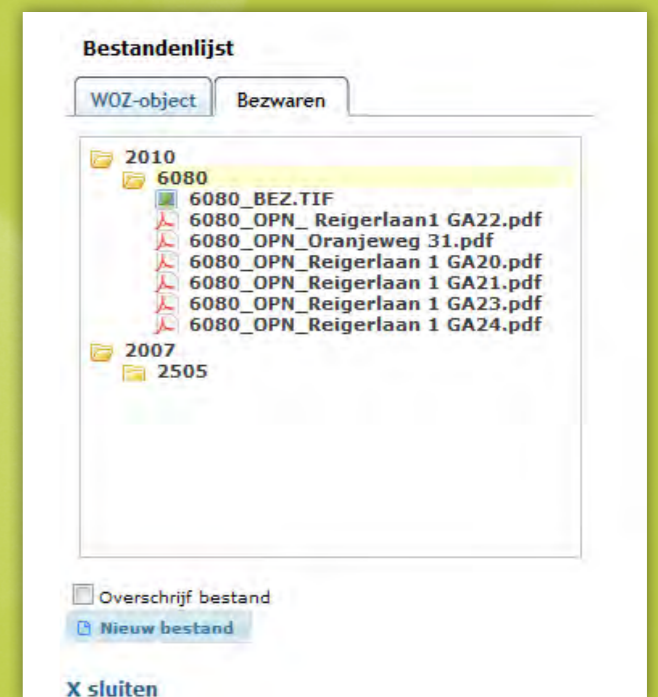 Bestandenlijst
WOZ-object Bezwaren
2010
6080
6080_BEZ.TIF
6080_OPN_ Reigerlaan1 GA22.pdf
6080_OPN_Oranjeweg 31.pdf
6080_OPN_Reigerlaan 1 GA20.pdf
6080_OPN_Reigerlaan 1 GA21.pdf
6080_OPN_Reigerlaan 1 GA23.pdf
6080_OPN_Reigerlaan 1 GA24.pdf
2007
2505
Overschrijf bestand
Nieuw bestand
X sluiten